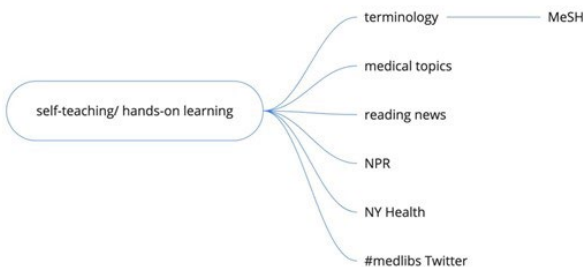 terminology
MeSH
medical topics
self-teaching/ hands-on learning
reading news
NPR
NY Health
#medlibs Twitter